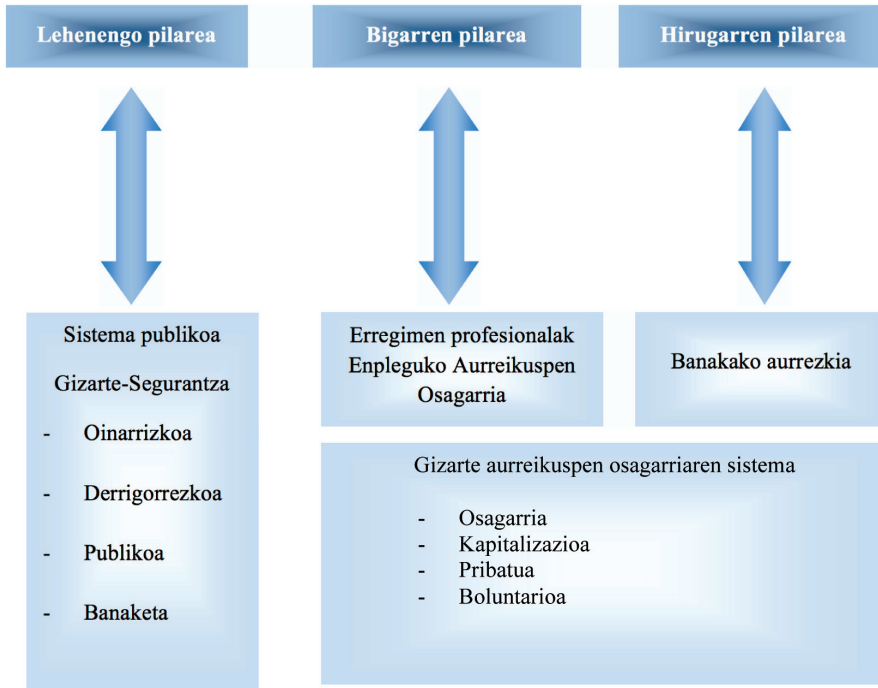 Lehenengo pilarea
Bigarren pilarea
Hirugarren pilarea
Sistema publikoa
Gizarte-Segurantza
- Oinarrizkoa
- Derrigorrezkoa
- Publikoa
- Banaketa
Erregimen profesionalak
Enpleguko Aurreikuspen
Osagarria
Banakako aurrezkia
Gizarte aurreikuspen osagarriaren sistema
- Osagarria
- Kapitalizazioa
- Pribatua
- Boluntarioa